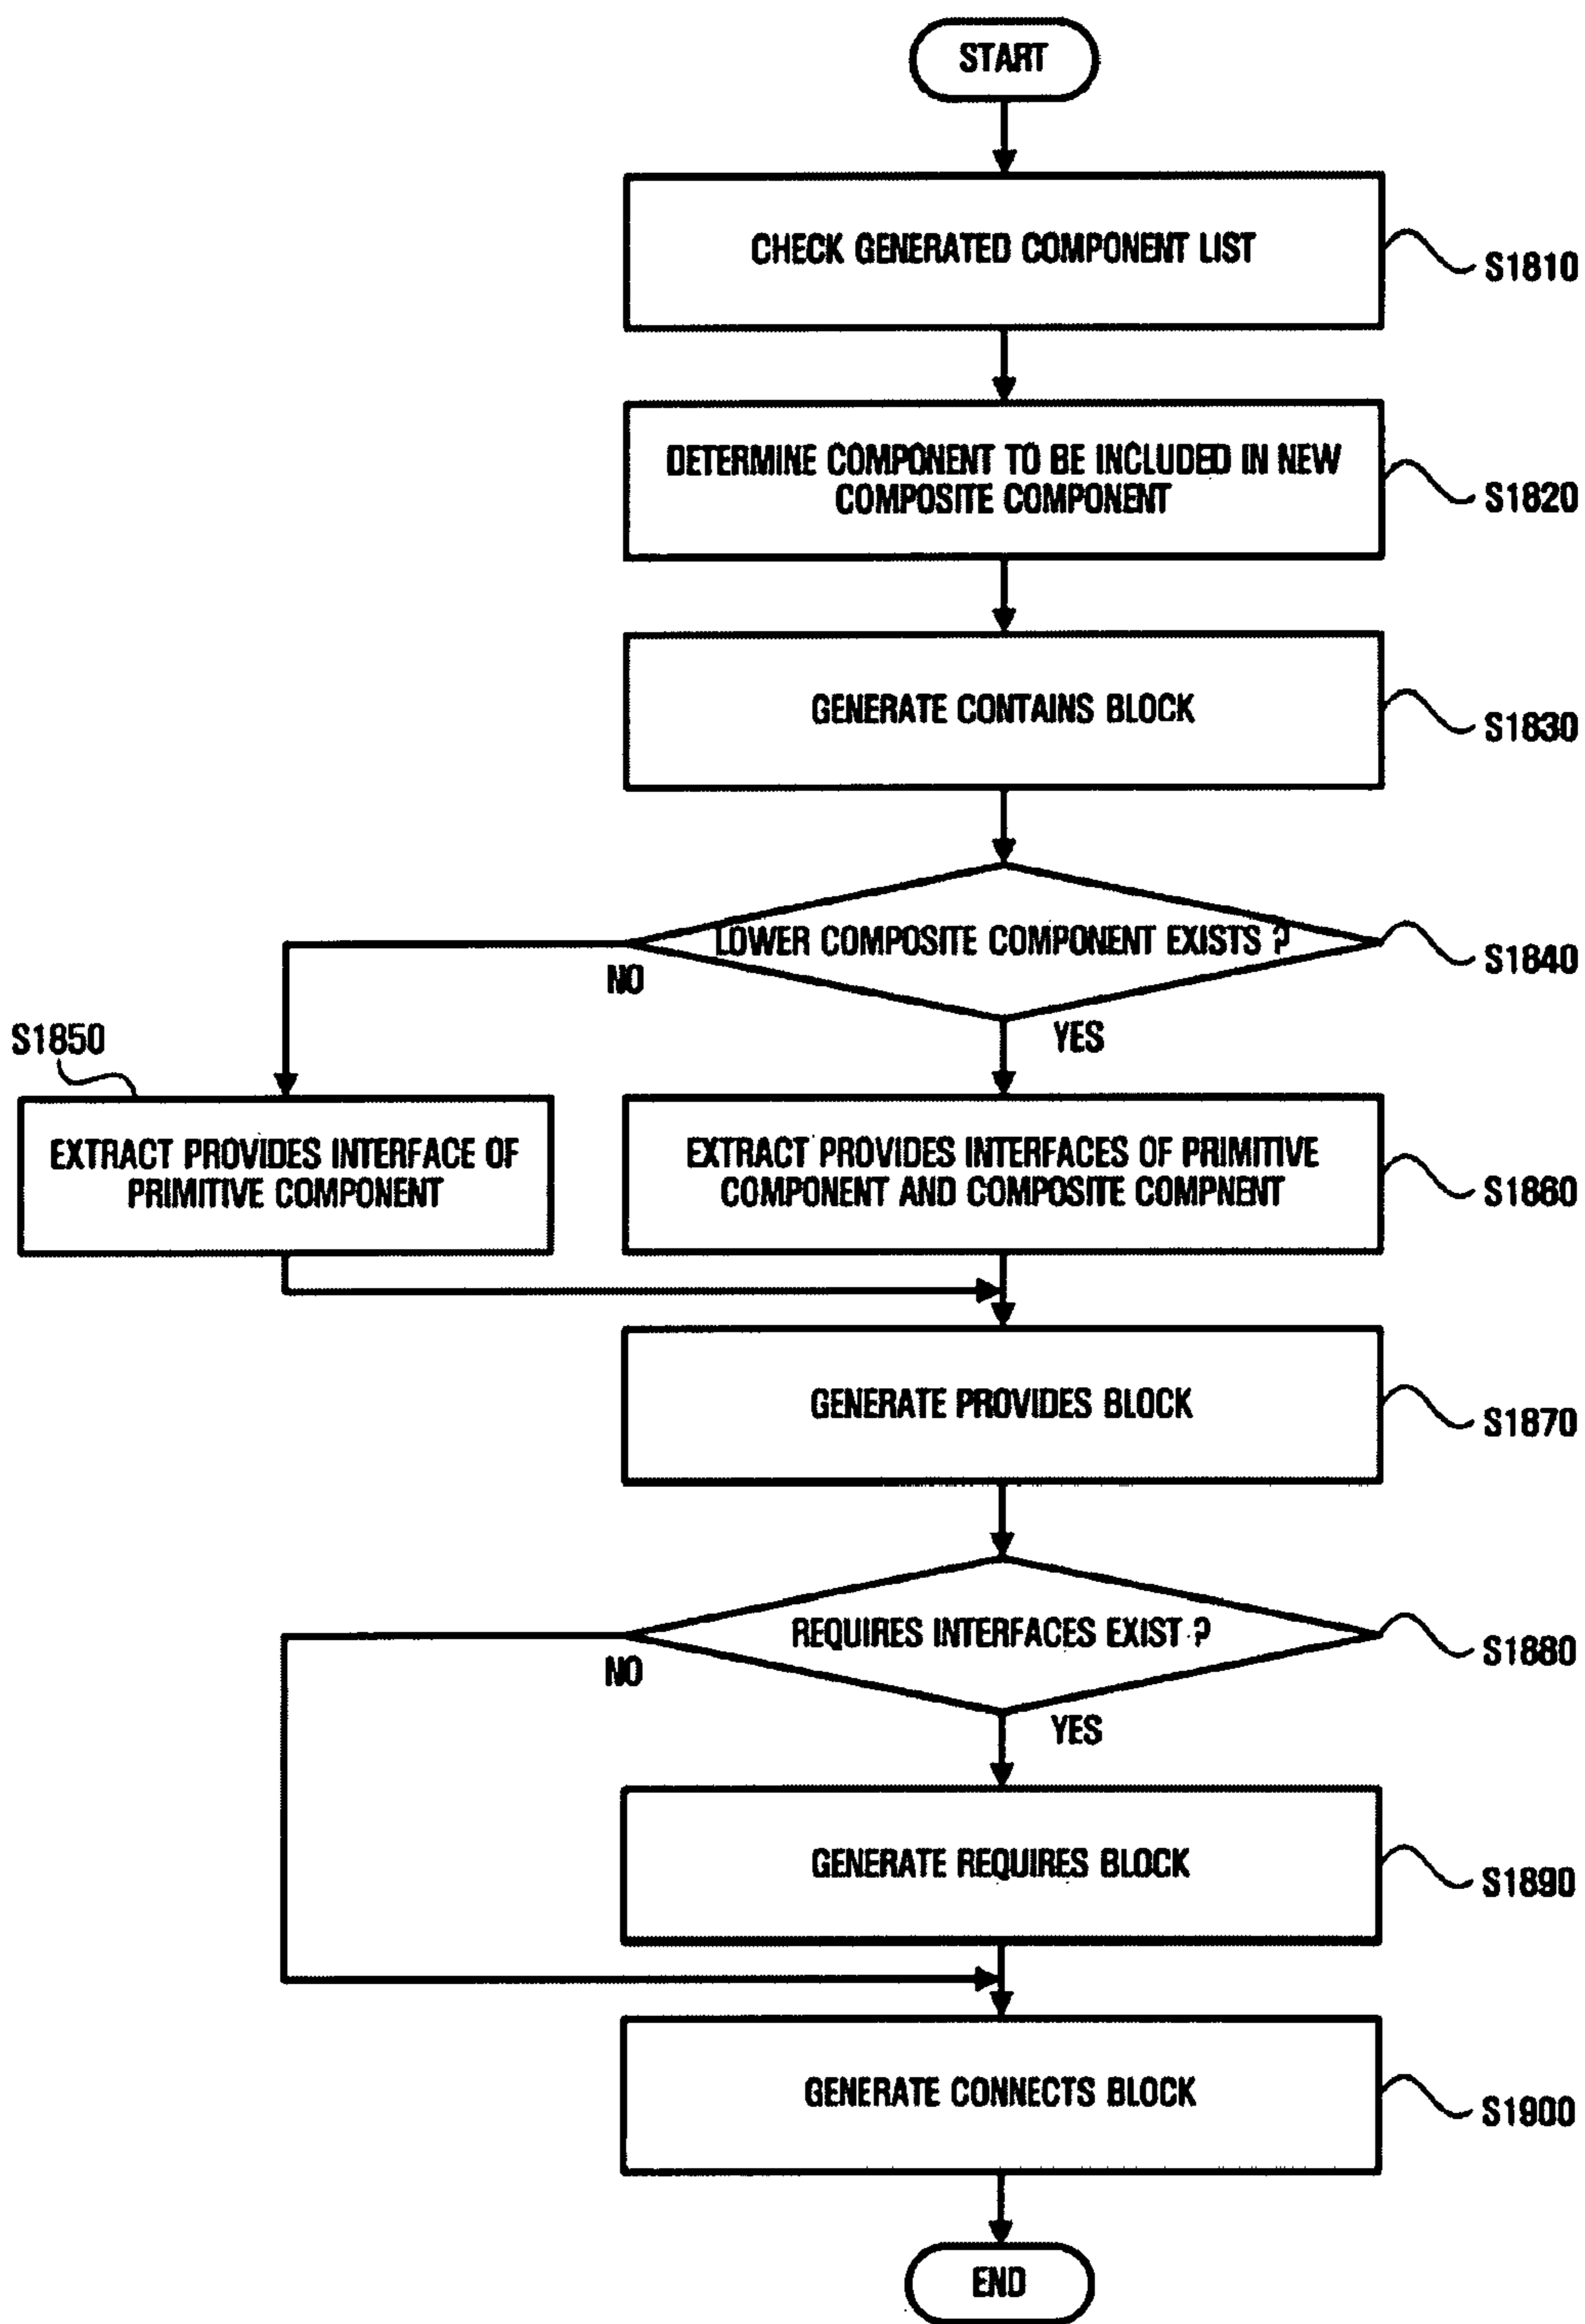 START
CHECK GENERATED COMPONENT LIST
S1810
DETERMINE COMPONENT TO BE INCLUDED IN NEW
COMPOSITE COMPONENT
S1820
GENERATE CONTAINS BLOCK
S1830
LOWER COMPOSITE COMPONENT EXISTS ?
S1840
NO
YES
S1850
EXTRACT PROVIDES INTERFACE OF
PRIMITIVE COMPONENT
EXTRACT PROVIDES INTERFACES OF PRIMITIVE
COMPONENT AND COMPOSITE COMPNENT
S1860
GENERATE PROVIDES BLOCK
S1870
REQUIRES INTERFACES EXIST ?
S1880
NO
YES
GENERATE REQUIRES BLOCK
S1890
GENERATE CONNECTS BLOCK
S1900
END